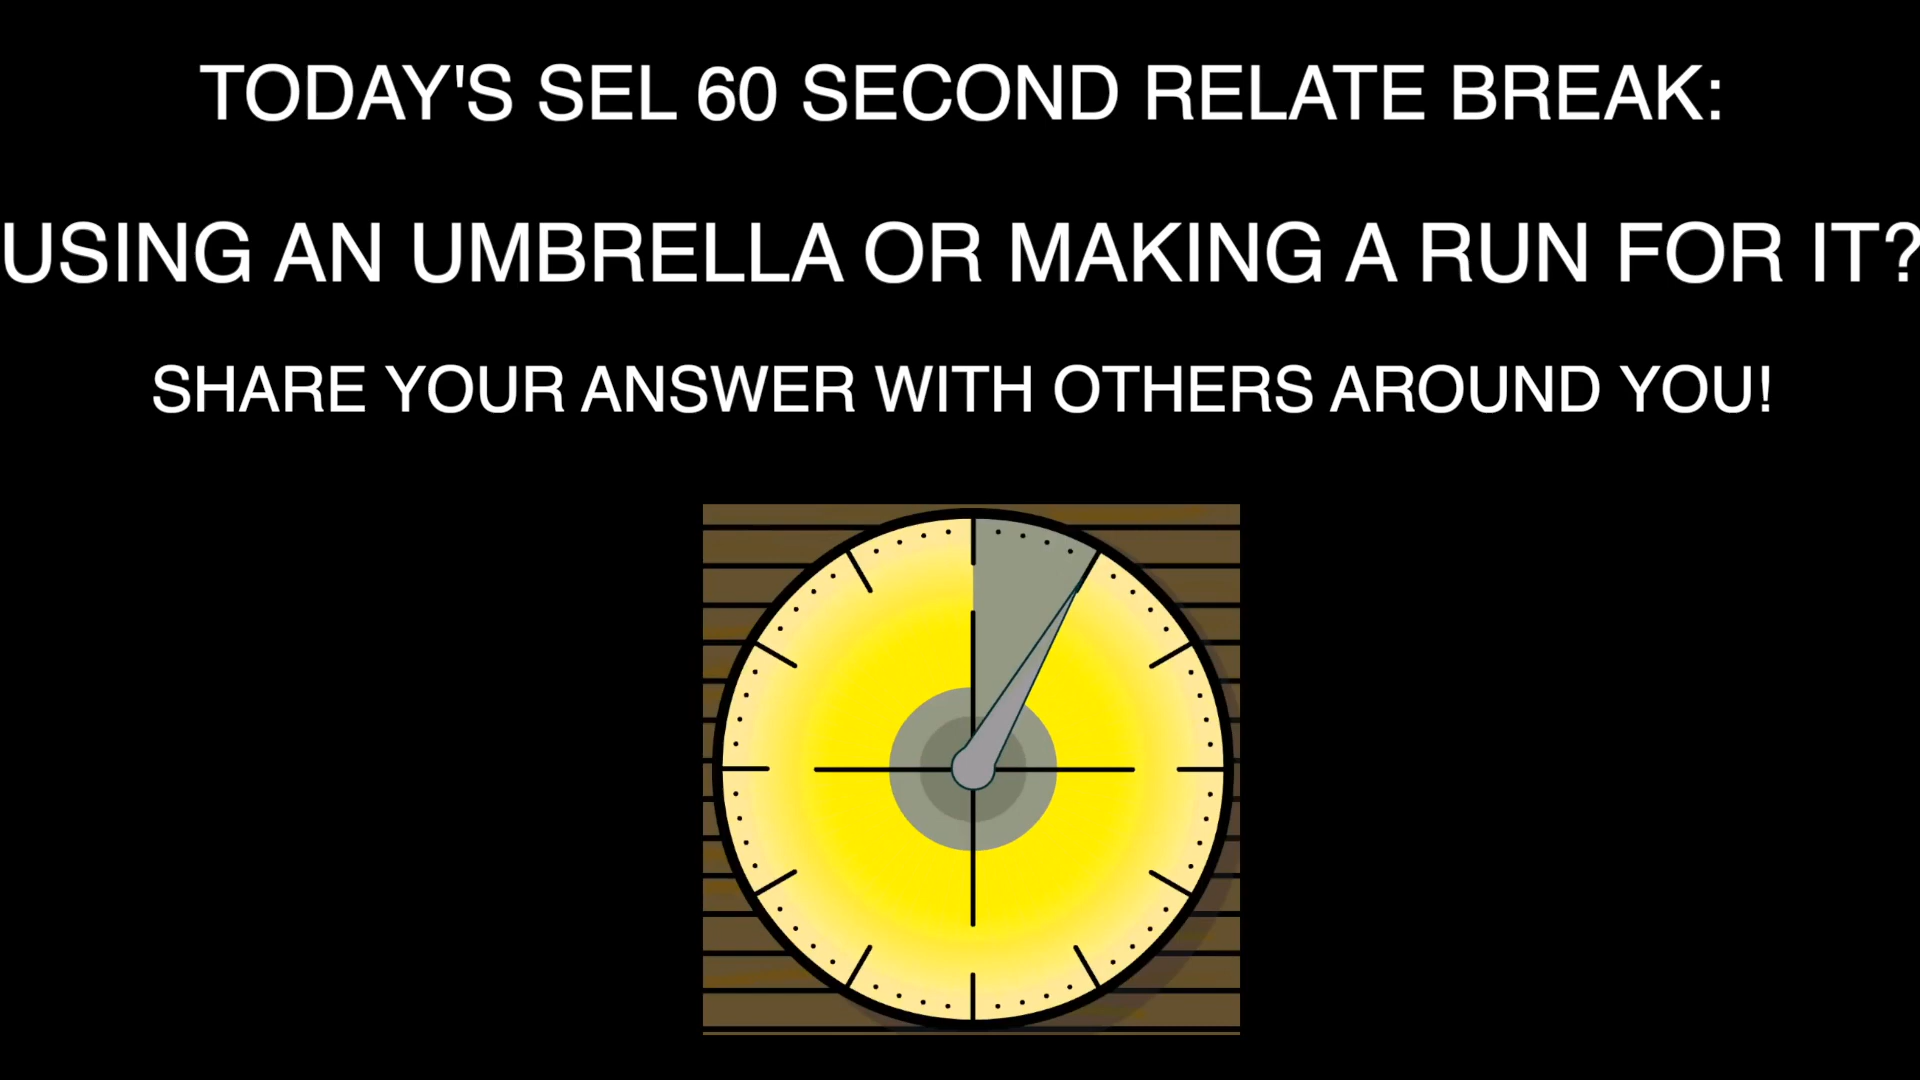 TODAY'S SEL 60 SECOND RELATE BREAK:
USING AN UMBRELLA OR MAKING A RUN FOR IT?
SHARE YOUR ANSWER WITH OTHERS AROUND YOU!